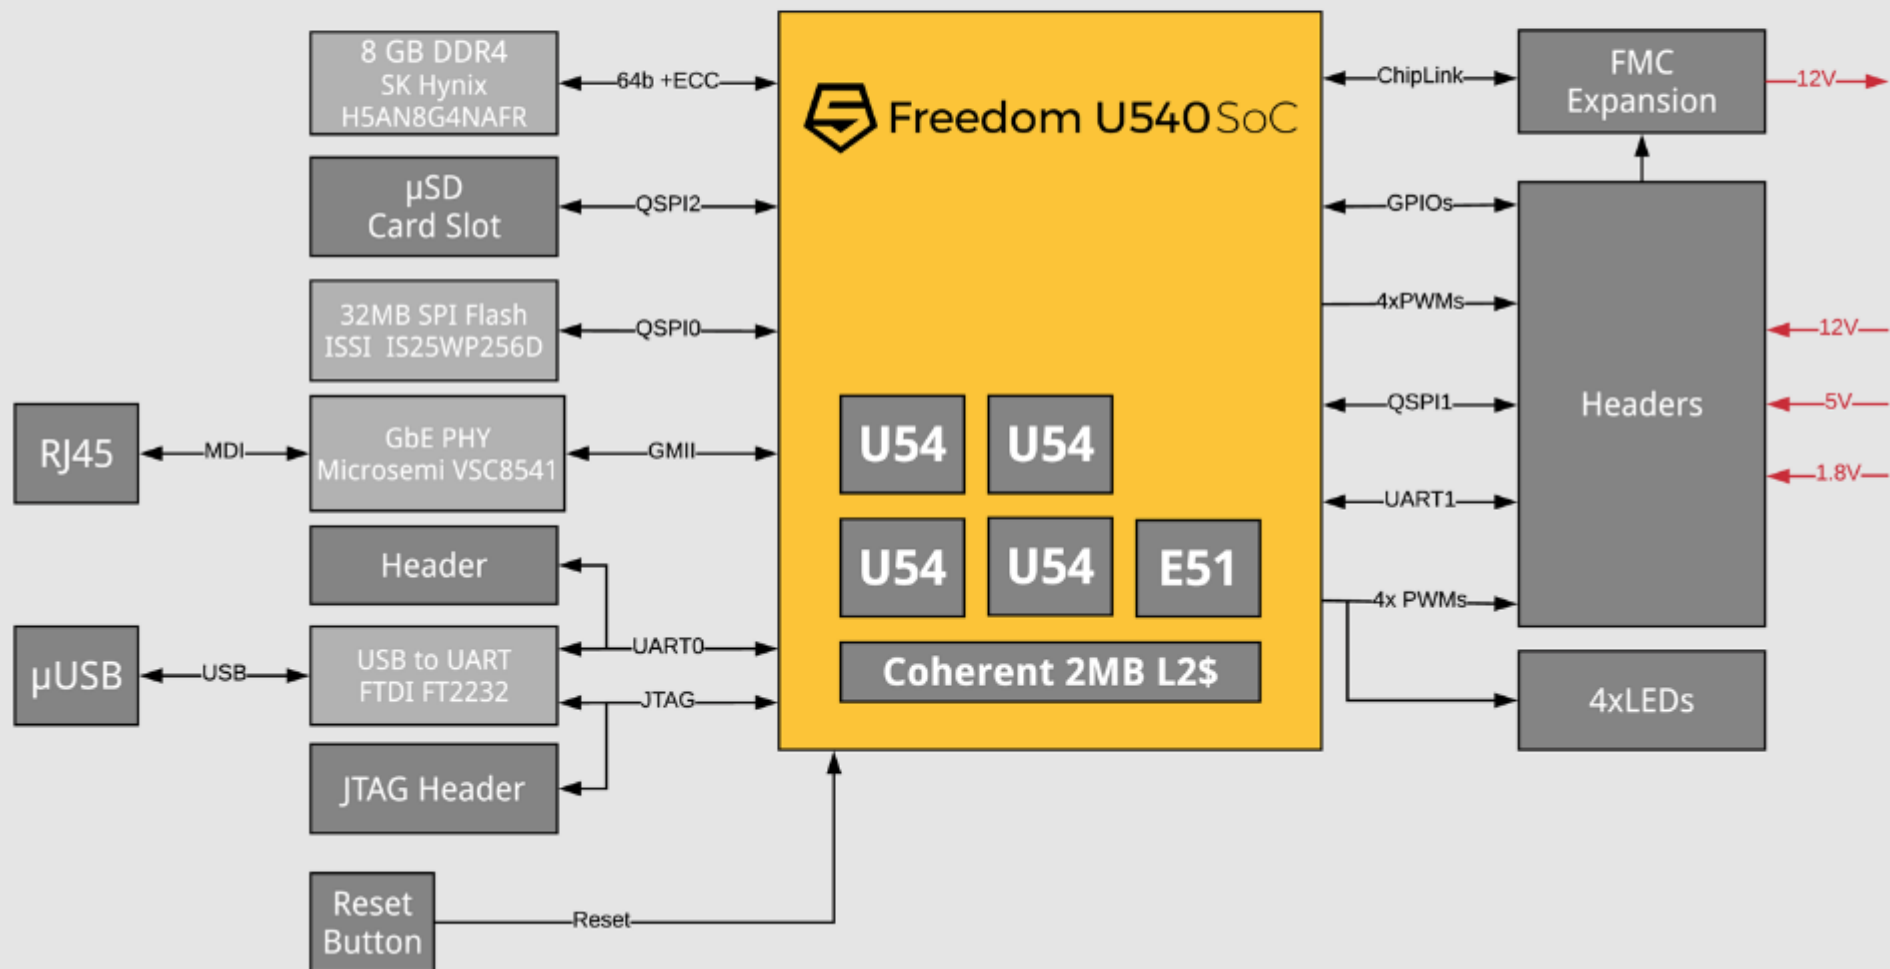 8 GB DDR4
SK Hynix
H5AN8G4NAFR
64b +ECC
µSD
Card Slot
QSPI2
32MB SPI Flash
ISSI  IS25WP256D
QSPI0
RJ45
MDI
GbE PHY
Microsemi VSC8541
GMII
Header
UART0
µUSB
USB
USB to UART
FTDI FT2232
JTAG
JTAG Header
Reset
Button
Reset
Freedom U540 SoC
U54
U54
U54
U54
E51
Coherent 2MB L2$
ChipLink
FMC
Expansion
12V
GPIOs
4xPWMs
QSPI1
UART1
4x PWMs
Headers
12V
5V
1.8V
4xLEDs